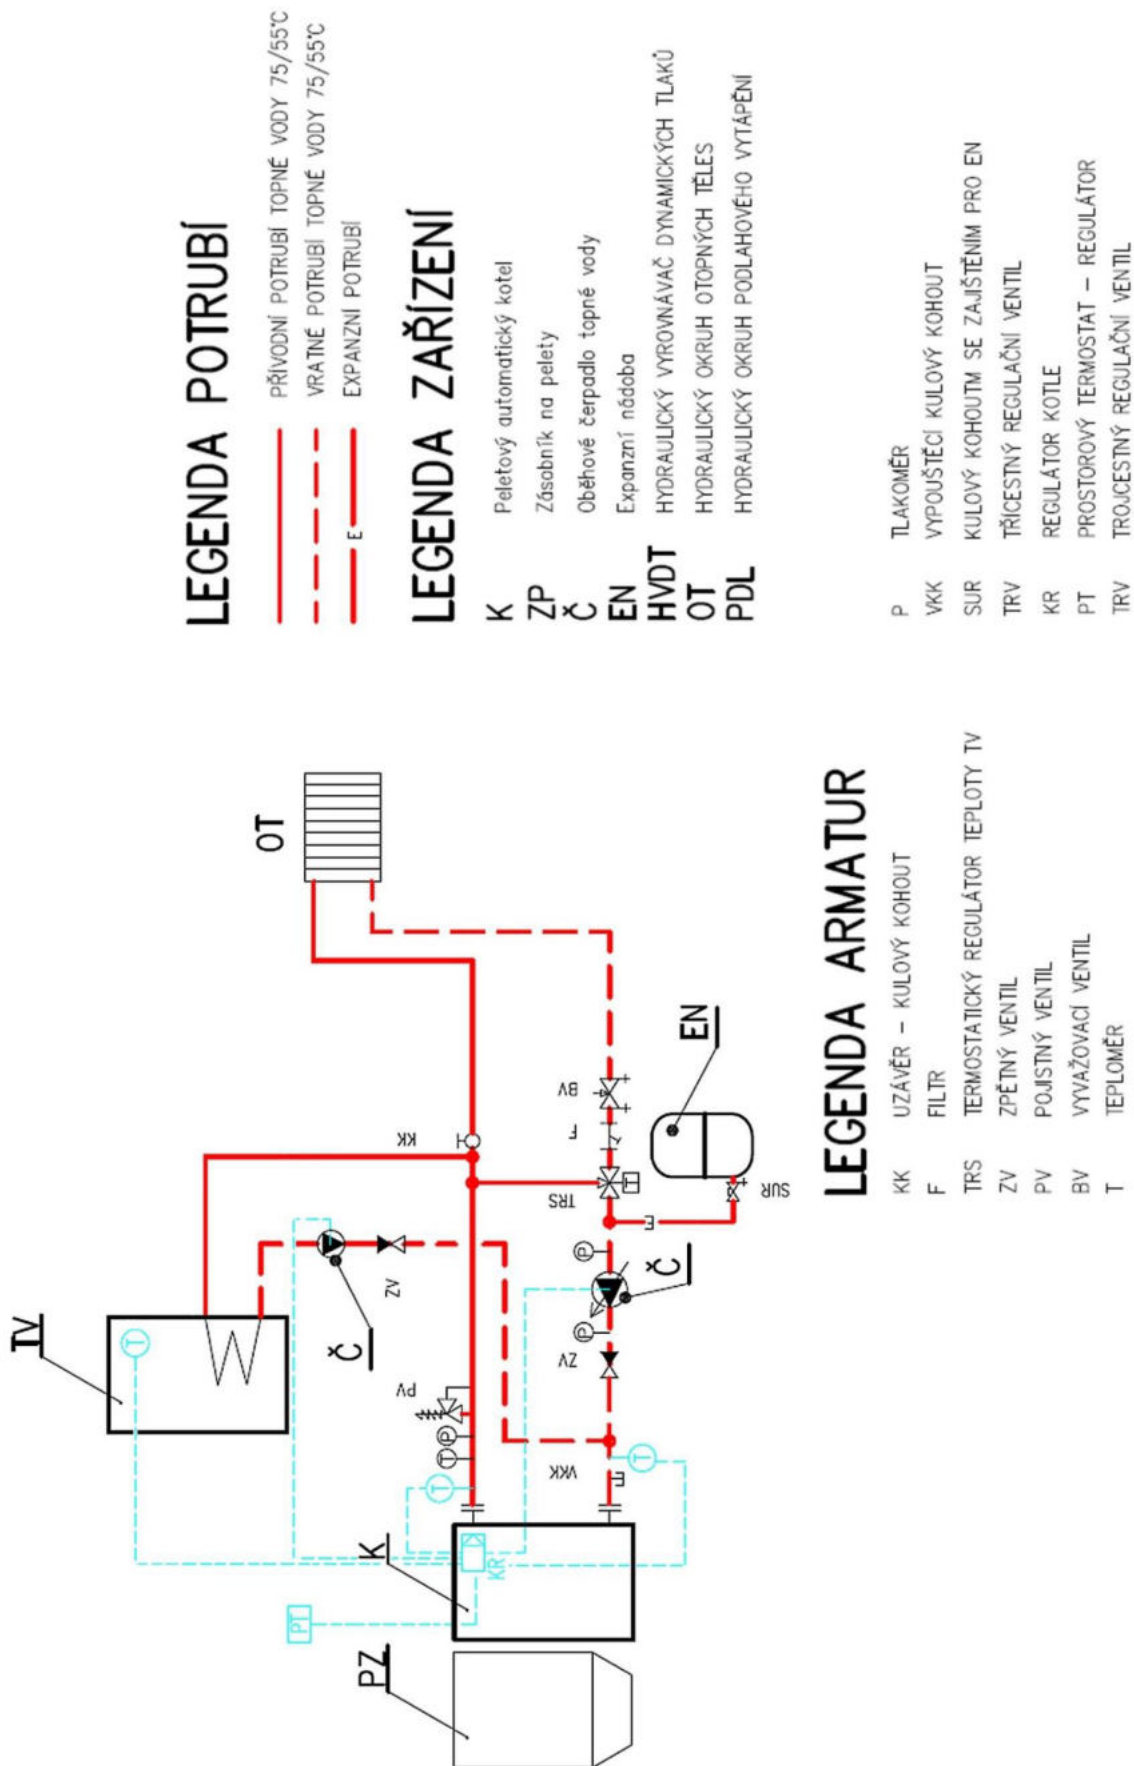 TV
OT
T
Č
ZV
KK
PV
T
P
T
K
KR
PT
PZ
VKK
T
ZV
P
Č
P
E
TRS
T
F
BV
EN
SUR
LEGENDA POTRUBÍ
PŘÍVODNÍ POTRUBÍ TOPNÉ VODY 75/55°C
VRATNÉ POTRUBÍ TOPNÉ VODY 75/55°C
E EXPANZNÍ POTRUBÍ
LEGENDA ZAŘÍZENÍ
K Peletový automatický kotel
ZP Zásobník na pelety
Č Oběhové čerpadlo topné vody
EN Expanzní nádoba
HVDT HYDRAULICKÝ VYROVNÁVAČ DYNAMICKÝCH TLAKŮ
OT HYDRAULICKÝ OKRUH OTOPNÝCH TĚLES
PDL HYDRAULICKÝ OKRUH PODLAHOVÉHO VYTÁPĚNÍ
LEGENDA ARMATUR
KK UZÁVĚR – KULOVÝ KOHOUT
F FILTR
TRS TERMOSTATICKÝ REGULÁTOR TEPLOTY TV
ZV ZPĚTNÝ VENTIL
PV POJISTNÝ VENTIL
BV VYVAŽOVACÍ VENTIL
T TEPLOMĚR
P TLAKOMĚR
VKK VYPOUŠTĚCÍ KULOVÝ KOHOUT
SUR KULOVÝ KOHOUTM SE ZAJIŠTĚNÍM PRO EN
TRV TŘÍCESTNÝ REGULAČNÍ VENTIL
KR REGULÁTOR KOTLE
PT PROSTOROVÝ TERMOSTAT – REGULÁTOR
TRV TROJCESTNÝ REGULAČNÍ VENTIL